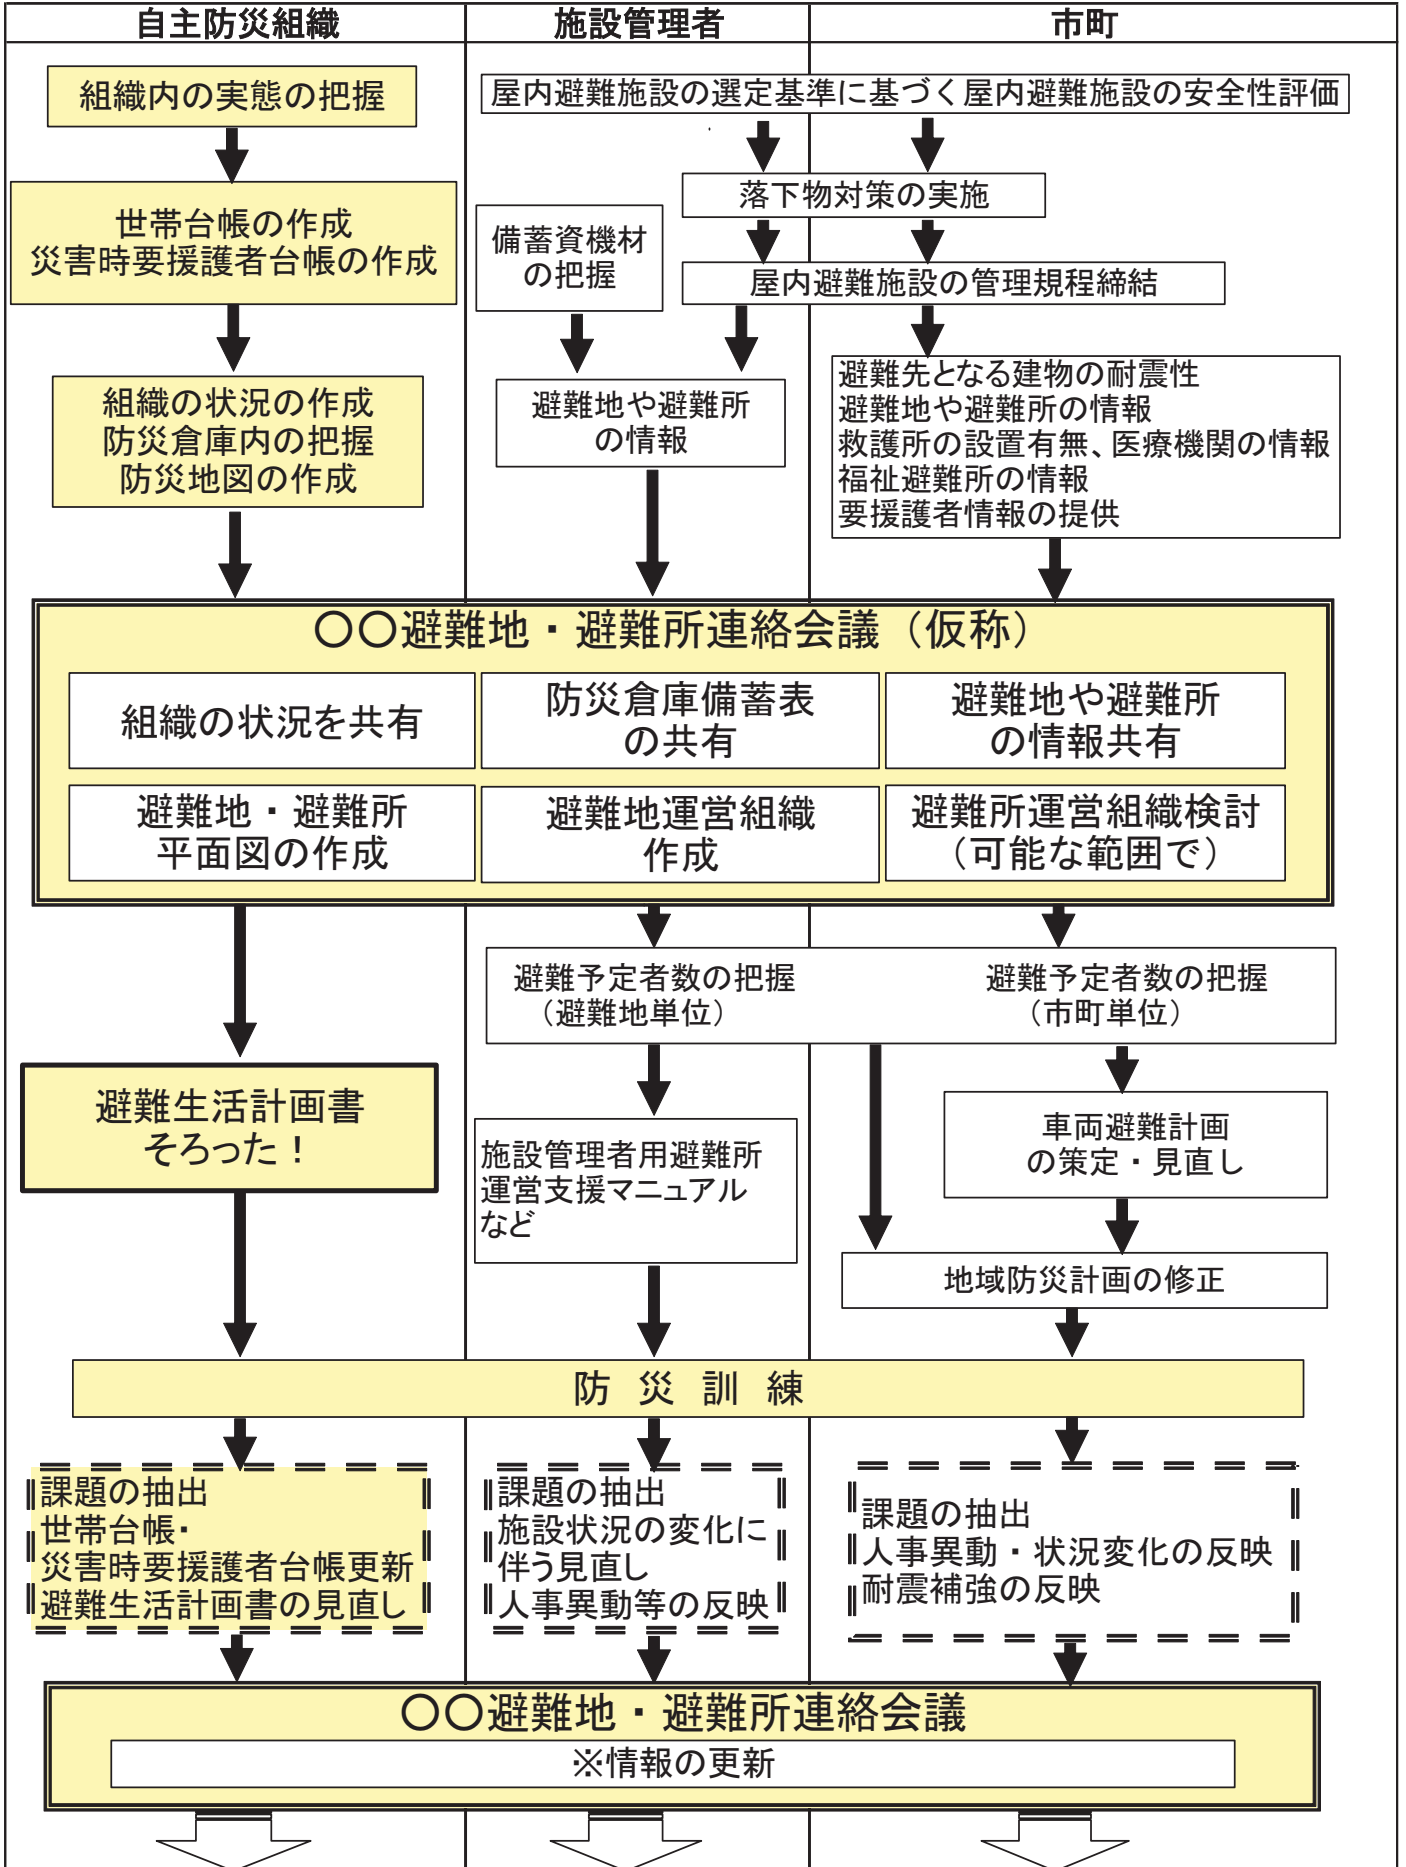 自主防災組織
施設管理者
市町
組織内の実態の把握
屋内避難施設の選定基準に基づく屋内避難施設の安全性評価
落下物対策の実施
世帯台帳の作成
災害時要援護者台帳の作成
備蓄資機材
の把握
屋内避難施設の管理規程締結
組織の状況の作成
防災倉庫内の把握
防災地図の作成
避難地や避難所
の情報
避難先となる建物の耐震性
避難地や避難所の情報
救護所の設置有無、医療機関の情報
福祉避難所の情報
要援護者情報の提供
〇〇避難地・避難所連絡会議（仮称）
組織の状況を共有
防災倉庫備蓄表
の共有
避難地や避難所
の情報共有
避難地・避難所
平面図の作成
避難地運営組織
作成
避難所運営組織検討
（可能な範囲で）
避難予定者数の把握
（避難地単位）
避難予定者数の把握
（市町単位）
避難生活計画書
そろった！
施設管理者用避難所
運営支援マニュアル
など
車両避難計画
の策定・見直し
地域防災計画の修正
防 災 訓 練
課題の抽出
世帯台帳・
災害時要援護者台帳更新
避難生活計画書の見直し
課題の抽出
施設状況の変化に
伴う見直し
人事異動等の反映
課題の抽出
人事異動・状況変化の反映
耐震補強の反映
〇〇避難地・避難所連絡会議
※情報の更新